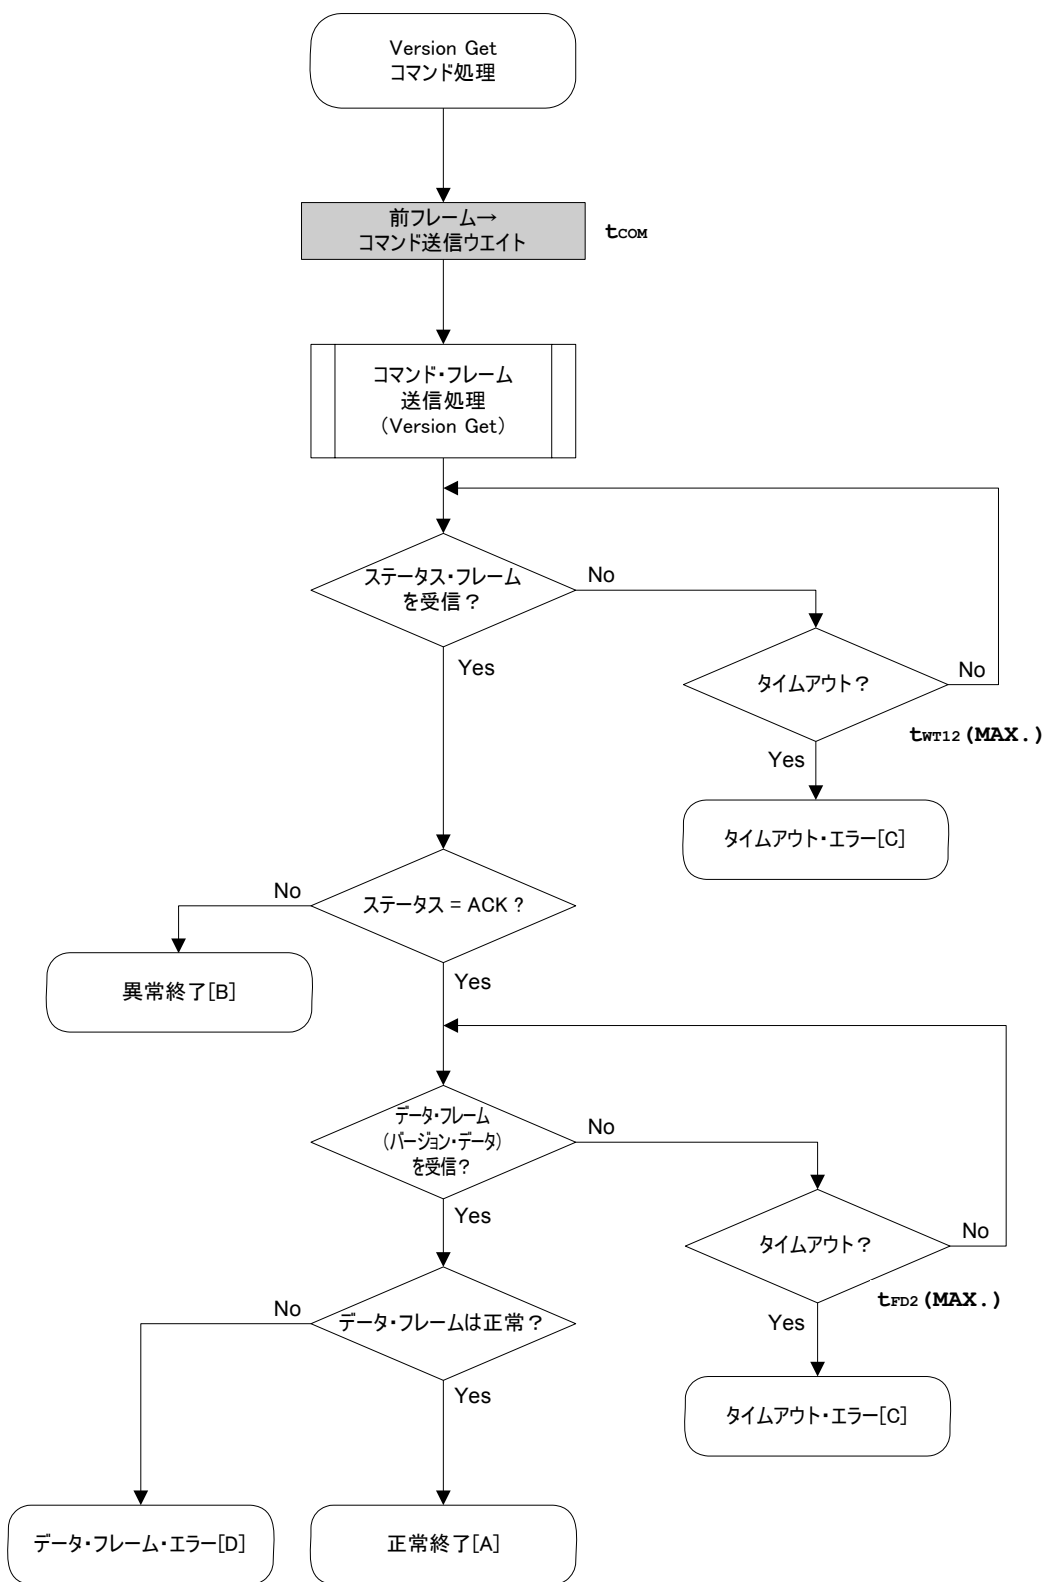 Version Get
コマンド処理
前フレーム→
コマンド送信ウエイト
tCOM
コマンド・フレーム
送信処理
（Version Get）
ステータス・フレーム
を受信？
No
Yes
タイムアウト？
No
tWT12(MAX.)
Yes
タイムアウト・エラー[C]
ステータス = ACK ?
No
異常終了[B]
Yes
データ・フレーム
（バージョン・データ）
を受信？
No
Yes
タイムアウト？
No
tFD2(MAX.)
Yes
タイムアウト・エラー[C]
データ・フレームは正常？
No
Yes
データ・フレーム・エラー[D]
正常終了[A]